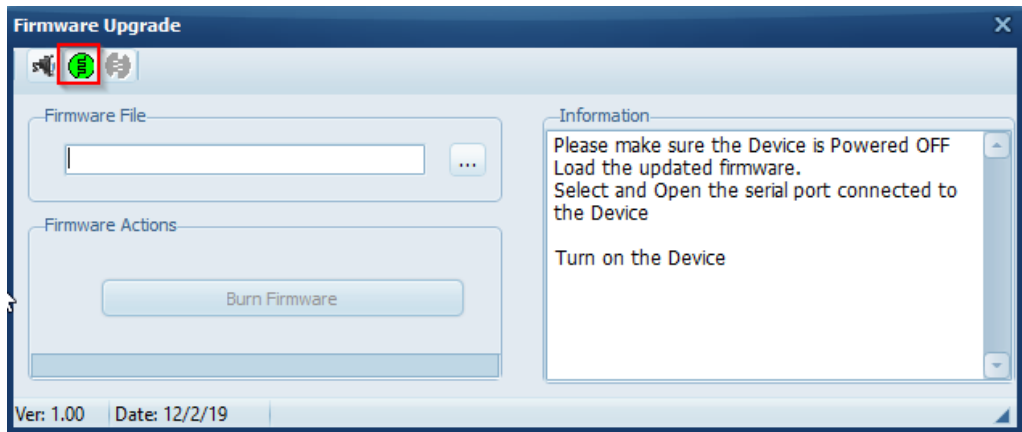 Firmware Upgrade
Firmware File
...
Firmware Actions
Burn Firmware
Information
Please make sure the Device is Powered OFF
Load the updated firmware.
Select and Open the serial port connected to
the Device
Turn on the Device
Ver: 1.00
Date: 12/2/19